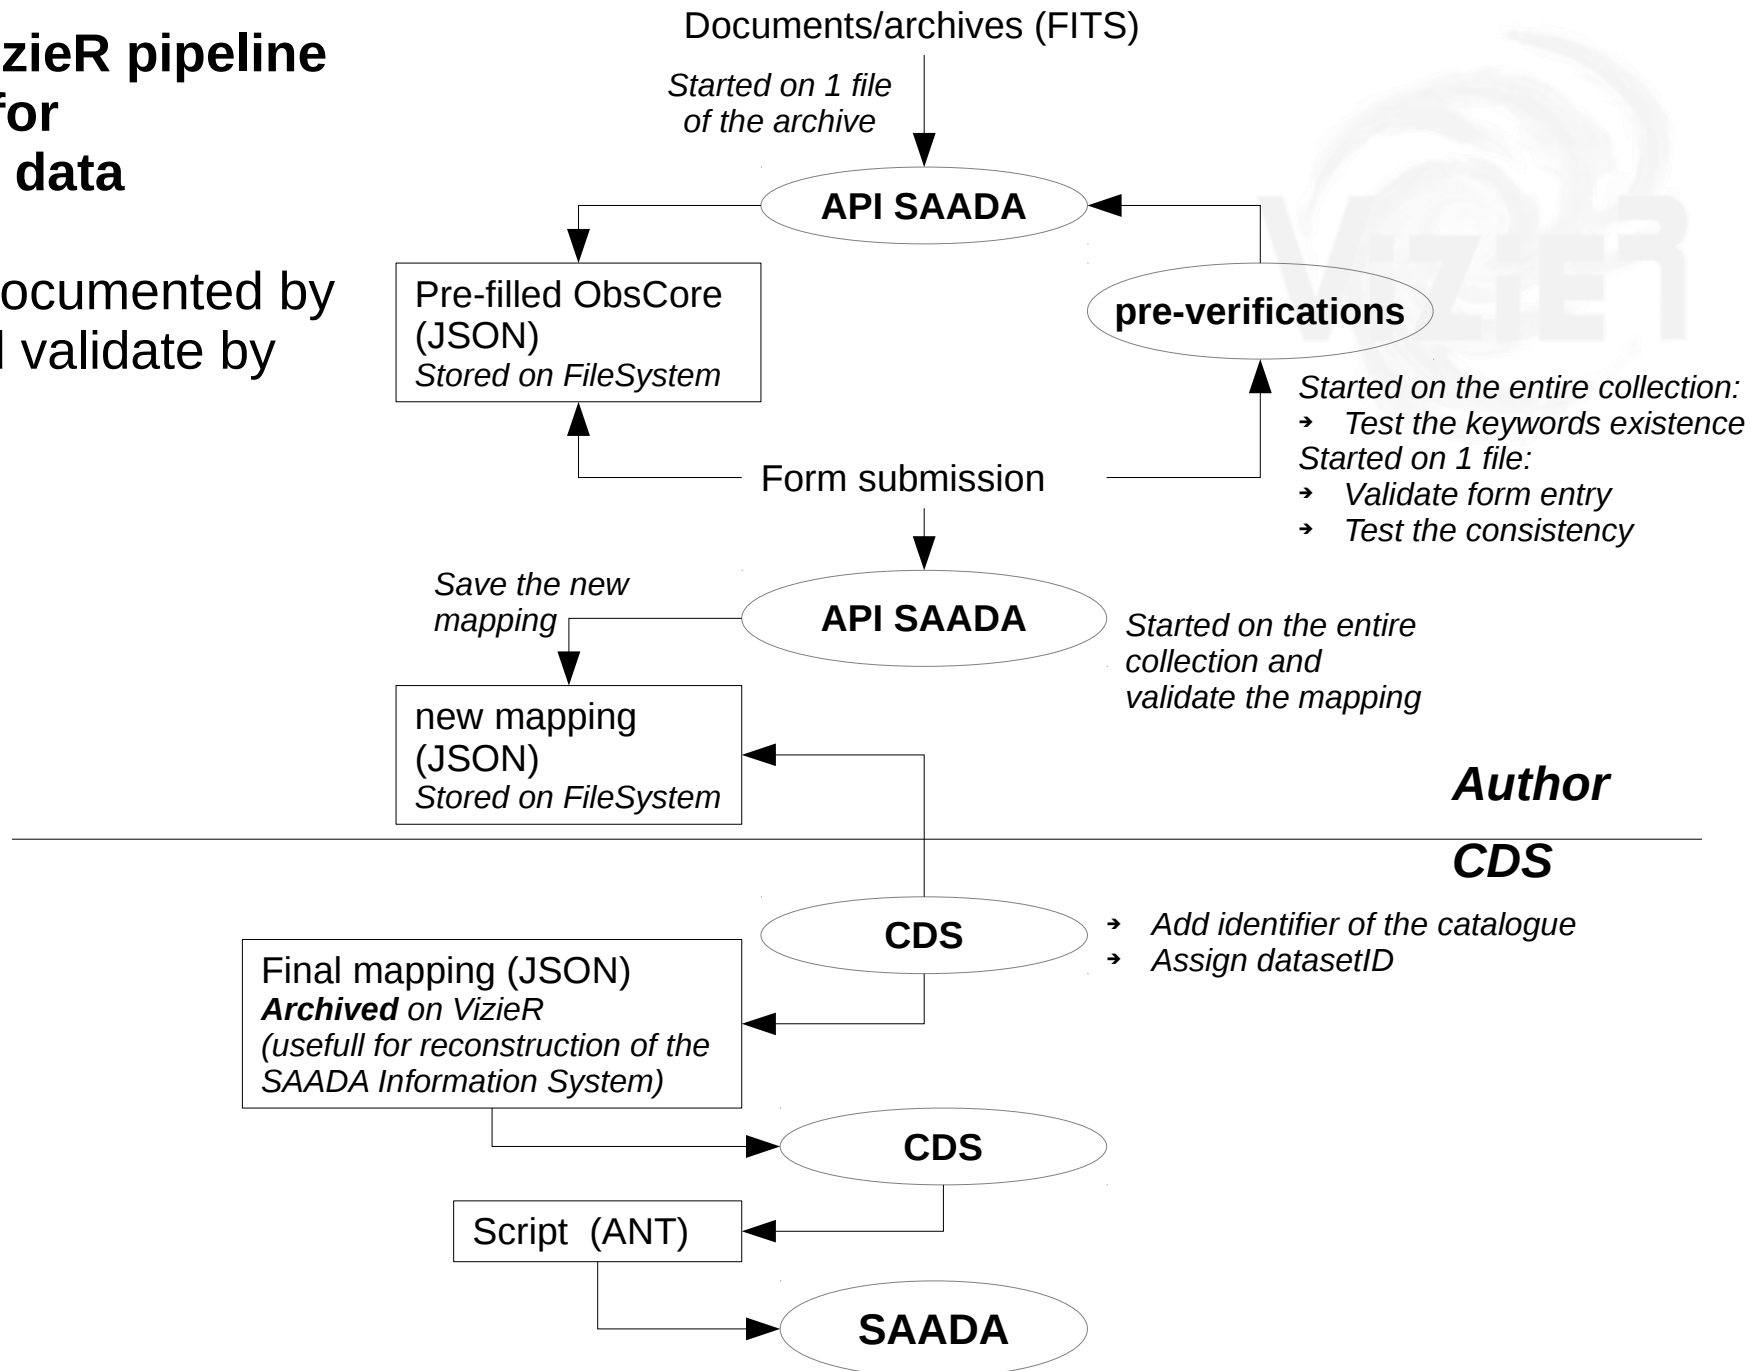 Documents/archives (FITS)
zieR pipeline
for
data
Started on 1 file
of the archive
API SAADA
ocumented by
validate by
Pre-filled ObsCore
(JSON)
Stored on FileSystem
pre-verifications
VizieR
Started on the entire collection:
➔ Test the keywords existence
Started on 1 file:
➔ Validate form entry
➔ Test the consistency
Form submission
Save the new
mapping
API SAADA
Started on the entire
collection and
validate the mapping
new mapping
(JSON)
Stored on FileSystem
Author
CDS
CDS
➔ Add identifier of the catalogue
➔ Assign datasetID
Final mapping (JSON)
Archived on VizieR
(usefull for reconstruction of the
SAADA Information System)
CDS
Script (ANT)
SAADA